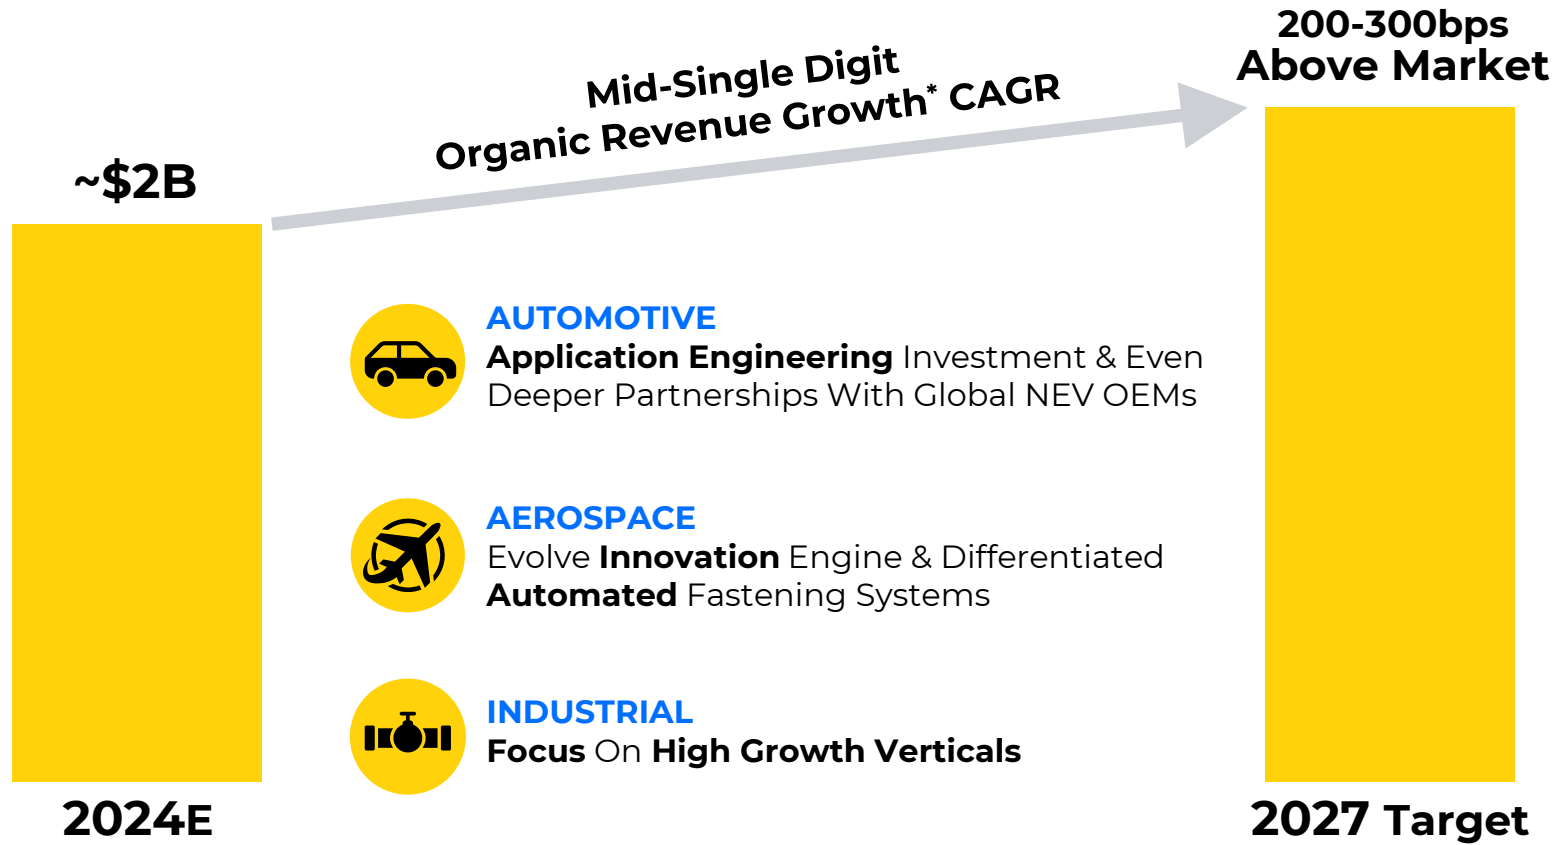 200-300bps
Above Market
Mid-Single Digit
Organic Revenue Growth* CAGR
~$2B
AUTOMOTIVE
Application Engineering Investment & Even
Deeper Partnerships With Global NEV OEMs
AEROSPACE
Evolve Innovation Engine & Differentiated
Automated Fastening Systems
INDUSTRIAL
Focus On High Growth Verticals
2024E
2027 Target